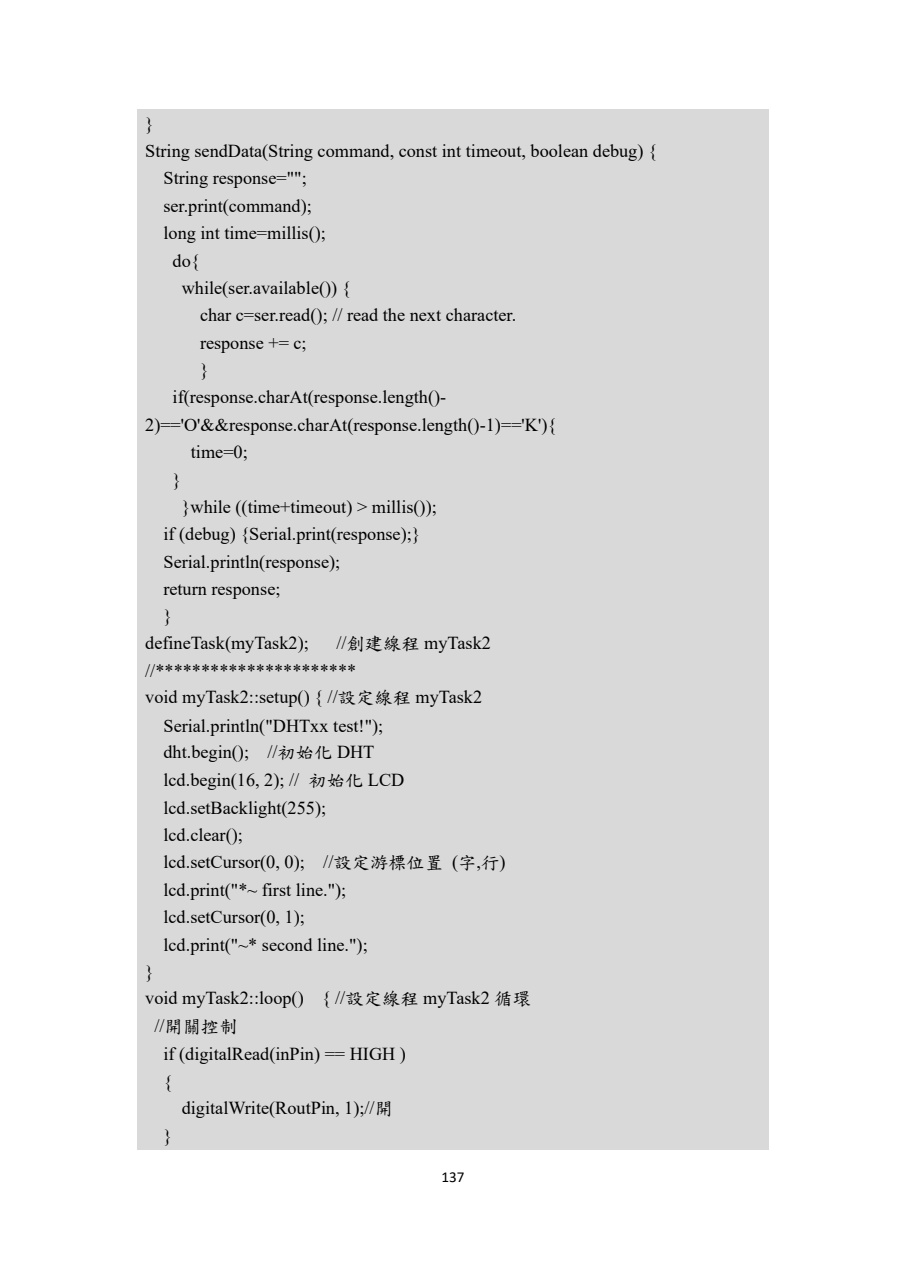 }
String sendData(String command, const int timeout, boolean debug) {
String response="";
ser.print(command);
long int time=millis();
do{
while(ser.available()) {
char c=ser.read(); // read the next character.
response += c;
}
if(response.charAt(response.length()-
2)=='O'&&response.charAt(response.length()-1)=='K'){
time=0;
}
}while ((time+timeout) > millis());
if (debug) {Serial.print(response);}
Serial.println(response);
return response;
}
defineTask(myTask2); //創建線程 myTask2
//**********************
void myTask2::setup() { //設定線程 myTask2
Serial.println("DHTxx test!");
dht.begin(); //初始化 DHT
lcd.begin(16, 2); // 初始化 LCD
lcd.setBacklight(255);
lcd.clear();
lcd.setCursor(0, 0); //設定游標位置 (字,行)
lcd.print("*~ first line.");
lcd.setCursor(0, 1);
lcd.print("~* second line.");
}
void myTask2::loop() { //設定線程 myTask2 循環
//開關控制
if (digitalRead(inPin) == HIGH )
{
digitalWrite(RoutPin, 1);//開
}
137